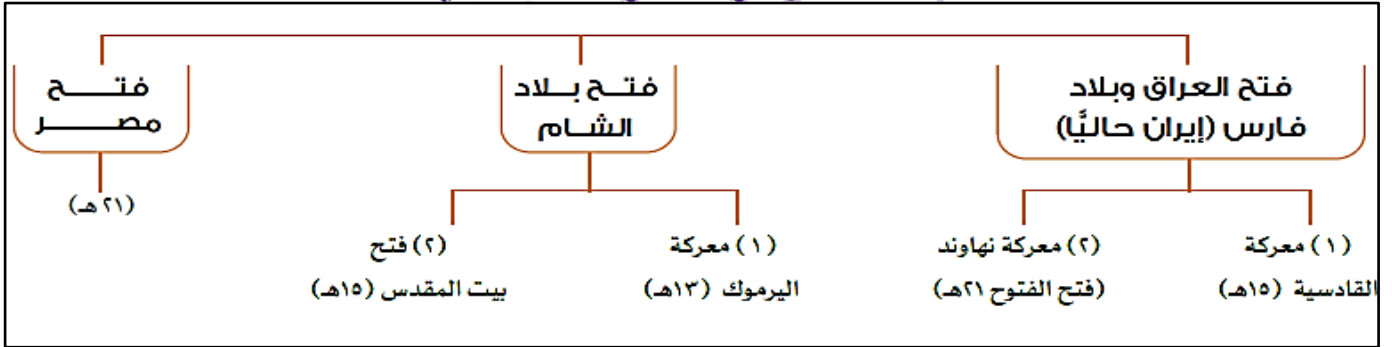 فتح العراق وبلاد
فارس (إيران حاليًّا)
(١) معركة
القادسية (١٥هـ)
(٢) معركة نهاوند
(فتح الفتوح ٢١هـ)
فتح بلاد
الشام
(١) معركة
اليرموك (١٣هـ)
(٢) فتح
بيت المقدس (١٥هـ)
فتح
مصر
(٢١هـ)